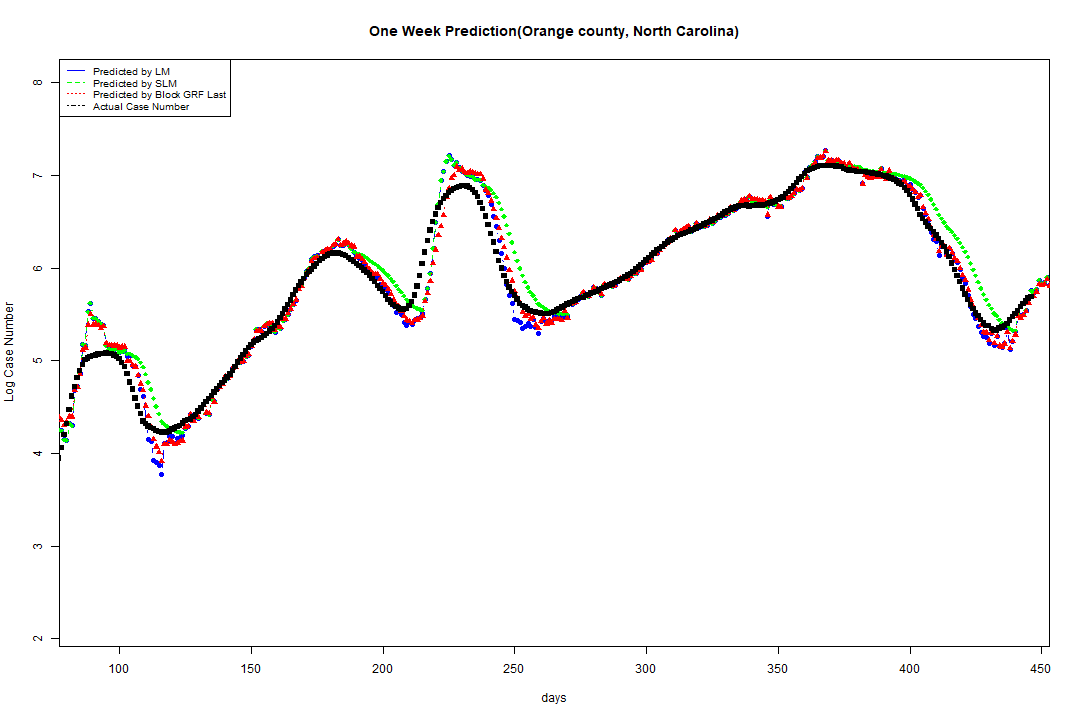 One Week Prediction(Orange county, North Carolina)
Predicted by LM
Predicted by SLM
Predicted by Block GRF Last
Actual Case Number
8
7
6
5
4
3
2
Log Case Number
100 150 200 250 300 350 400 450
days